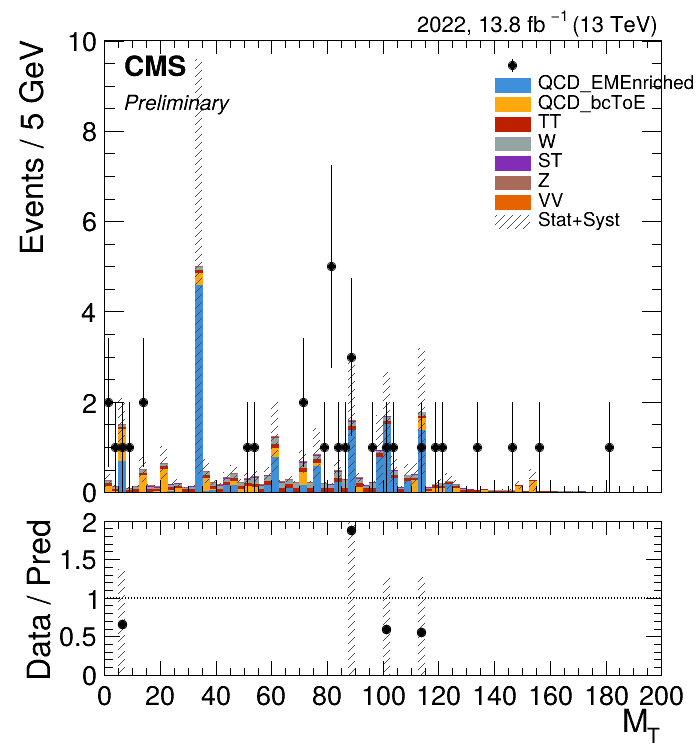 2022, 13.8 fb⁻¹ (13 TeV)
CMS
Preliminary
QCD_EMEnriched
QCD_bcToE
TT
W
ST
Z
VV
Stat+Syst
Events / 5 GeV
10
8
6
4
2
0
Data / Pred
2
1.5
1
0.5
0
0 20 40 60 80 100 120 140 160 180 200
M_T